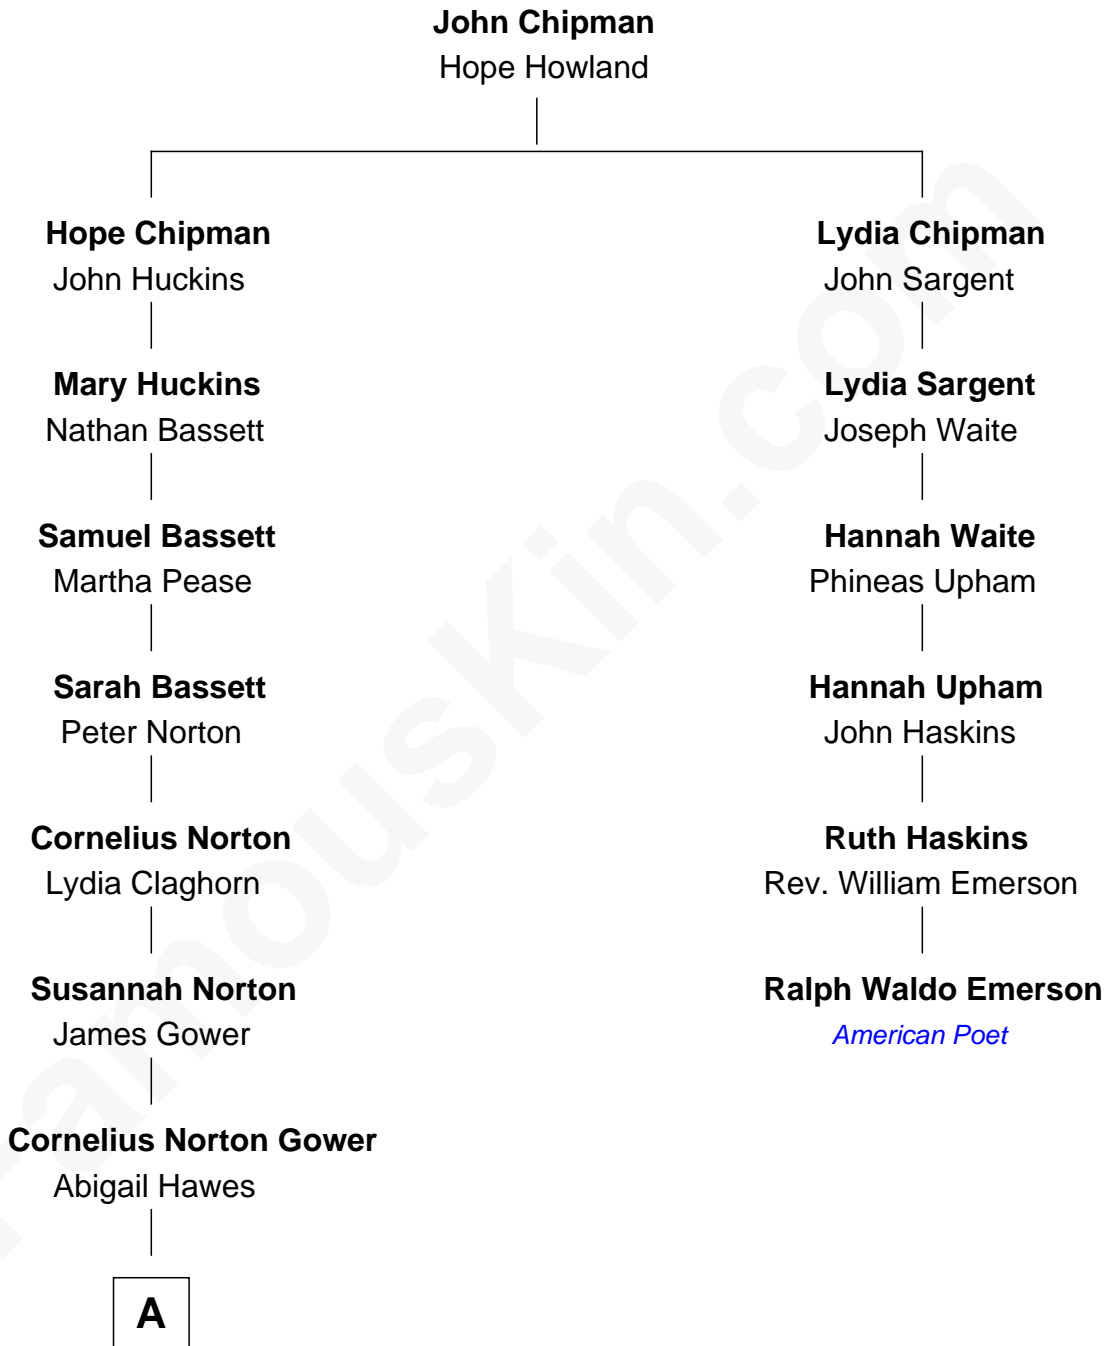 John Chipman
Hope Howland
Hope Chipman
John Huckins
Lydia Chipman
John Sargent
Mary Huckins
Nathan Bassett
Lydia Sargent
Joseph Waite
Samuel Bassett
Martha Pease
Hannah Waite
Phineas Upham
Sarah Bassett
Peter Norton
Hannah Upham
John Haskins
Cornelius Norton
Lydia Claghorn
Ruth Haskins
Rev. William Emerson
Susannah Norton
James Gower
Ralph Waldo Emerson
American Poet
Cornelius Norton Gower
Abigail Hawes
A
FamousKin.com